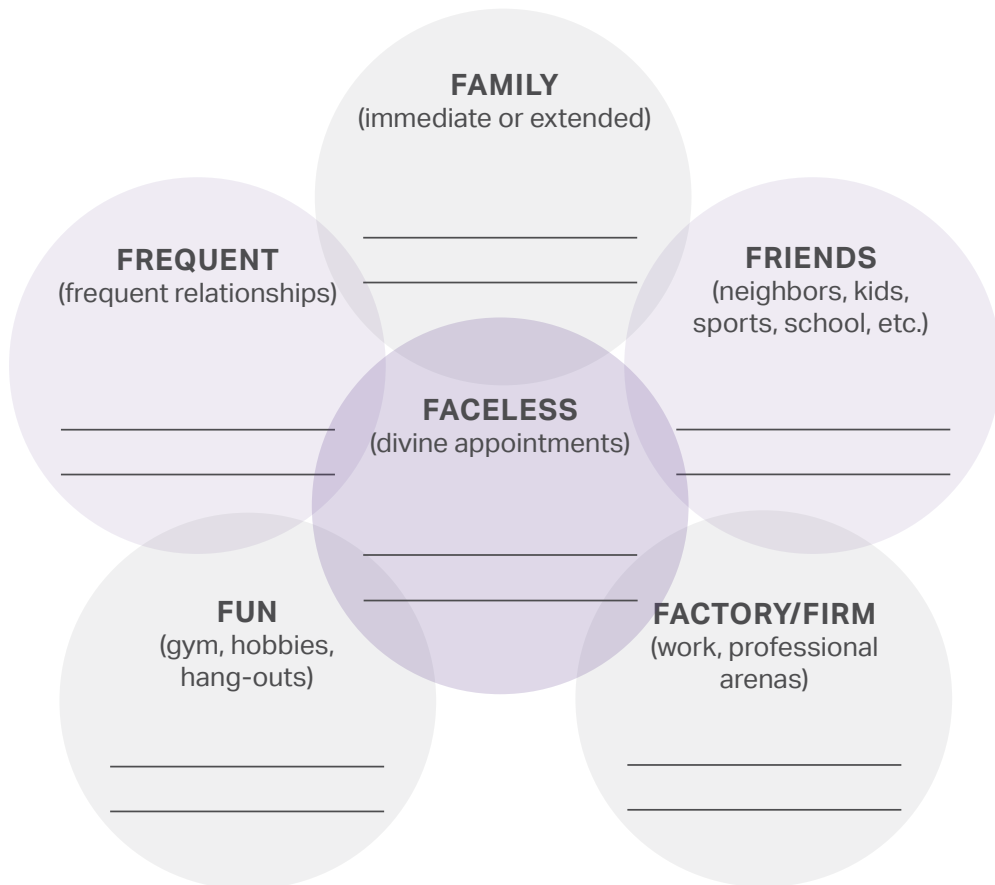 FAMILY
(immediate or extended)
FREQUENT
(frequent relationships)
FRIENDS
(neighbors, kids,
sports, school, etc.)
FACELESS
(divine appointments)
FUN
(gym, hobbies,
hang-outs)
FACTORY/FIRM
(work, professional
arenas)